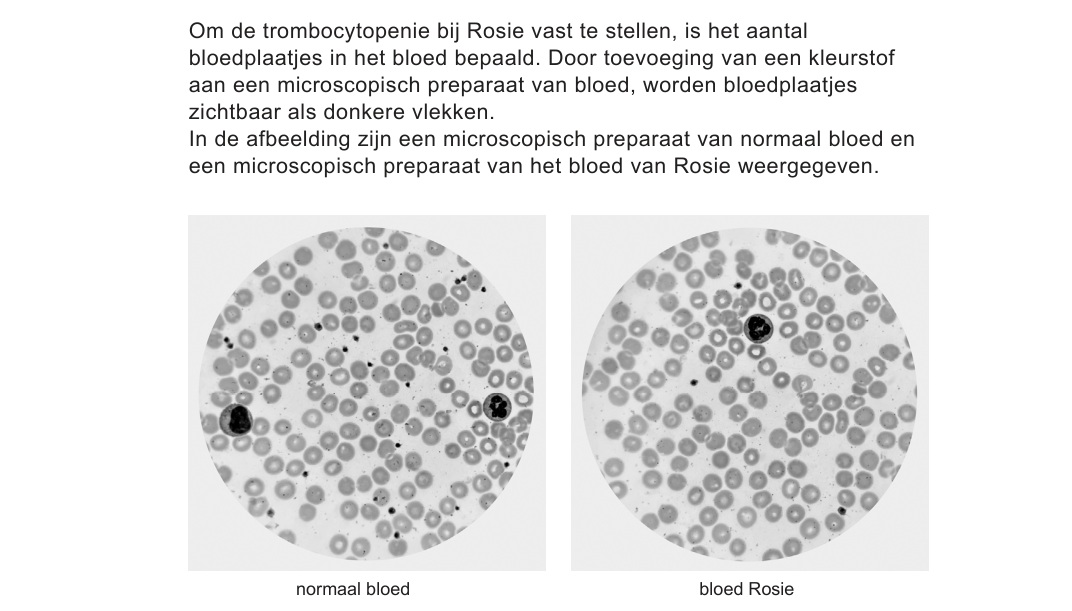 Om de trombocytopenie bij Rosie vast te stellen, is het aantal
bloedplaatjes in het bloed bepaald. Door toevoeging van een kleurstof
aan een microscopisch preparaat van bloed, worden bloedplaatjes
zichtbaar als donkere vlekken.
In de afbeelding zijn een microscopisch preparaat van normaal bloed en
een microscopisch preparaat van het bloed van Rosie weergegeven.
normaal bloed
bloed Rosie